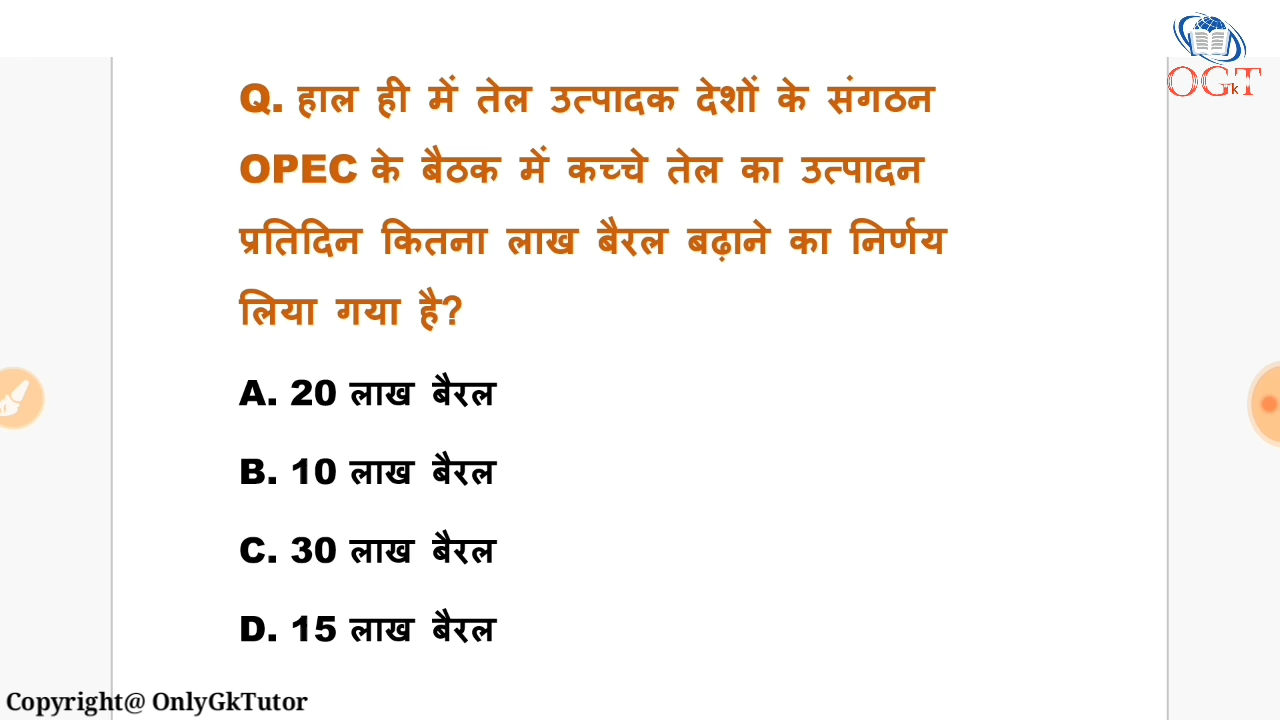 OGT
k
Q. हाल ही में तेल उत्पादक देशों के संगठन
OPEC के बैठक में कच्चे तेल का उत्पादन
प्रतिदिन कितना लाख बैरल बढ़ाने का निर्णय
लिया गया है?
A. 20 लाख बैरल
B. 10 लाख बैरल
C. 30 लाख बैरल
D. 15 लाख बैरल
Copyright@ OnlyGkTutor